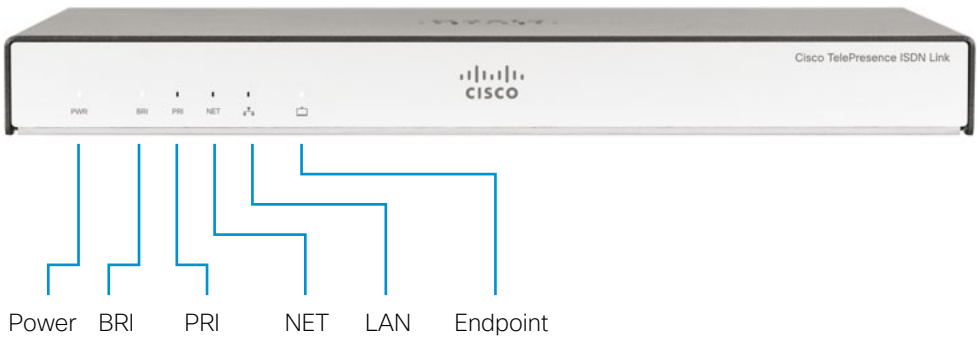 Cisco TelePresence ISDN Link
CISCO
PWR BRI PRI NET
Power BRI PRI NET LAN Endpoint